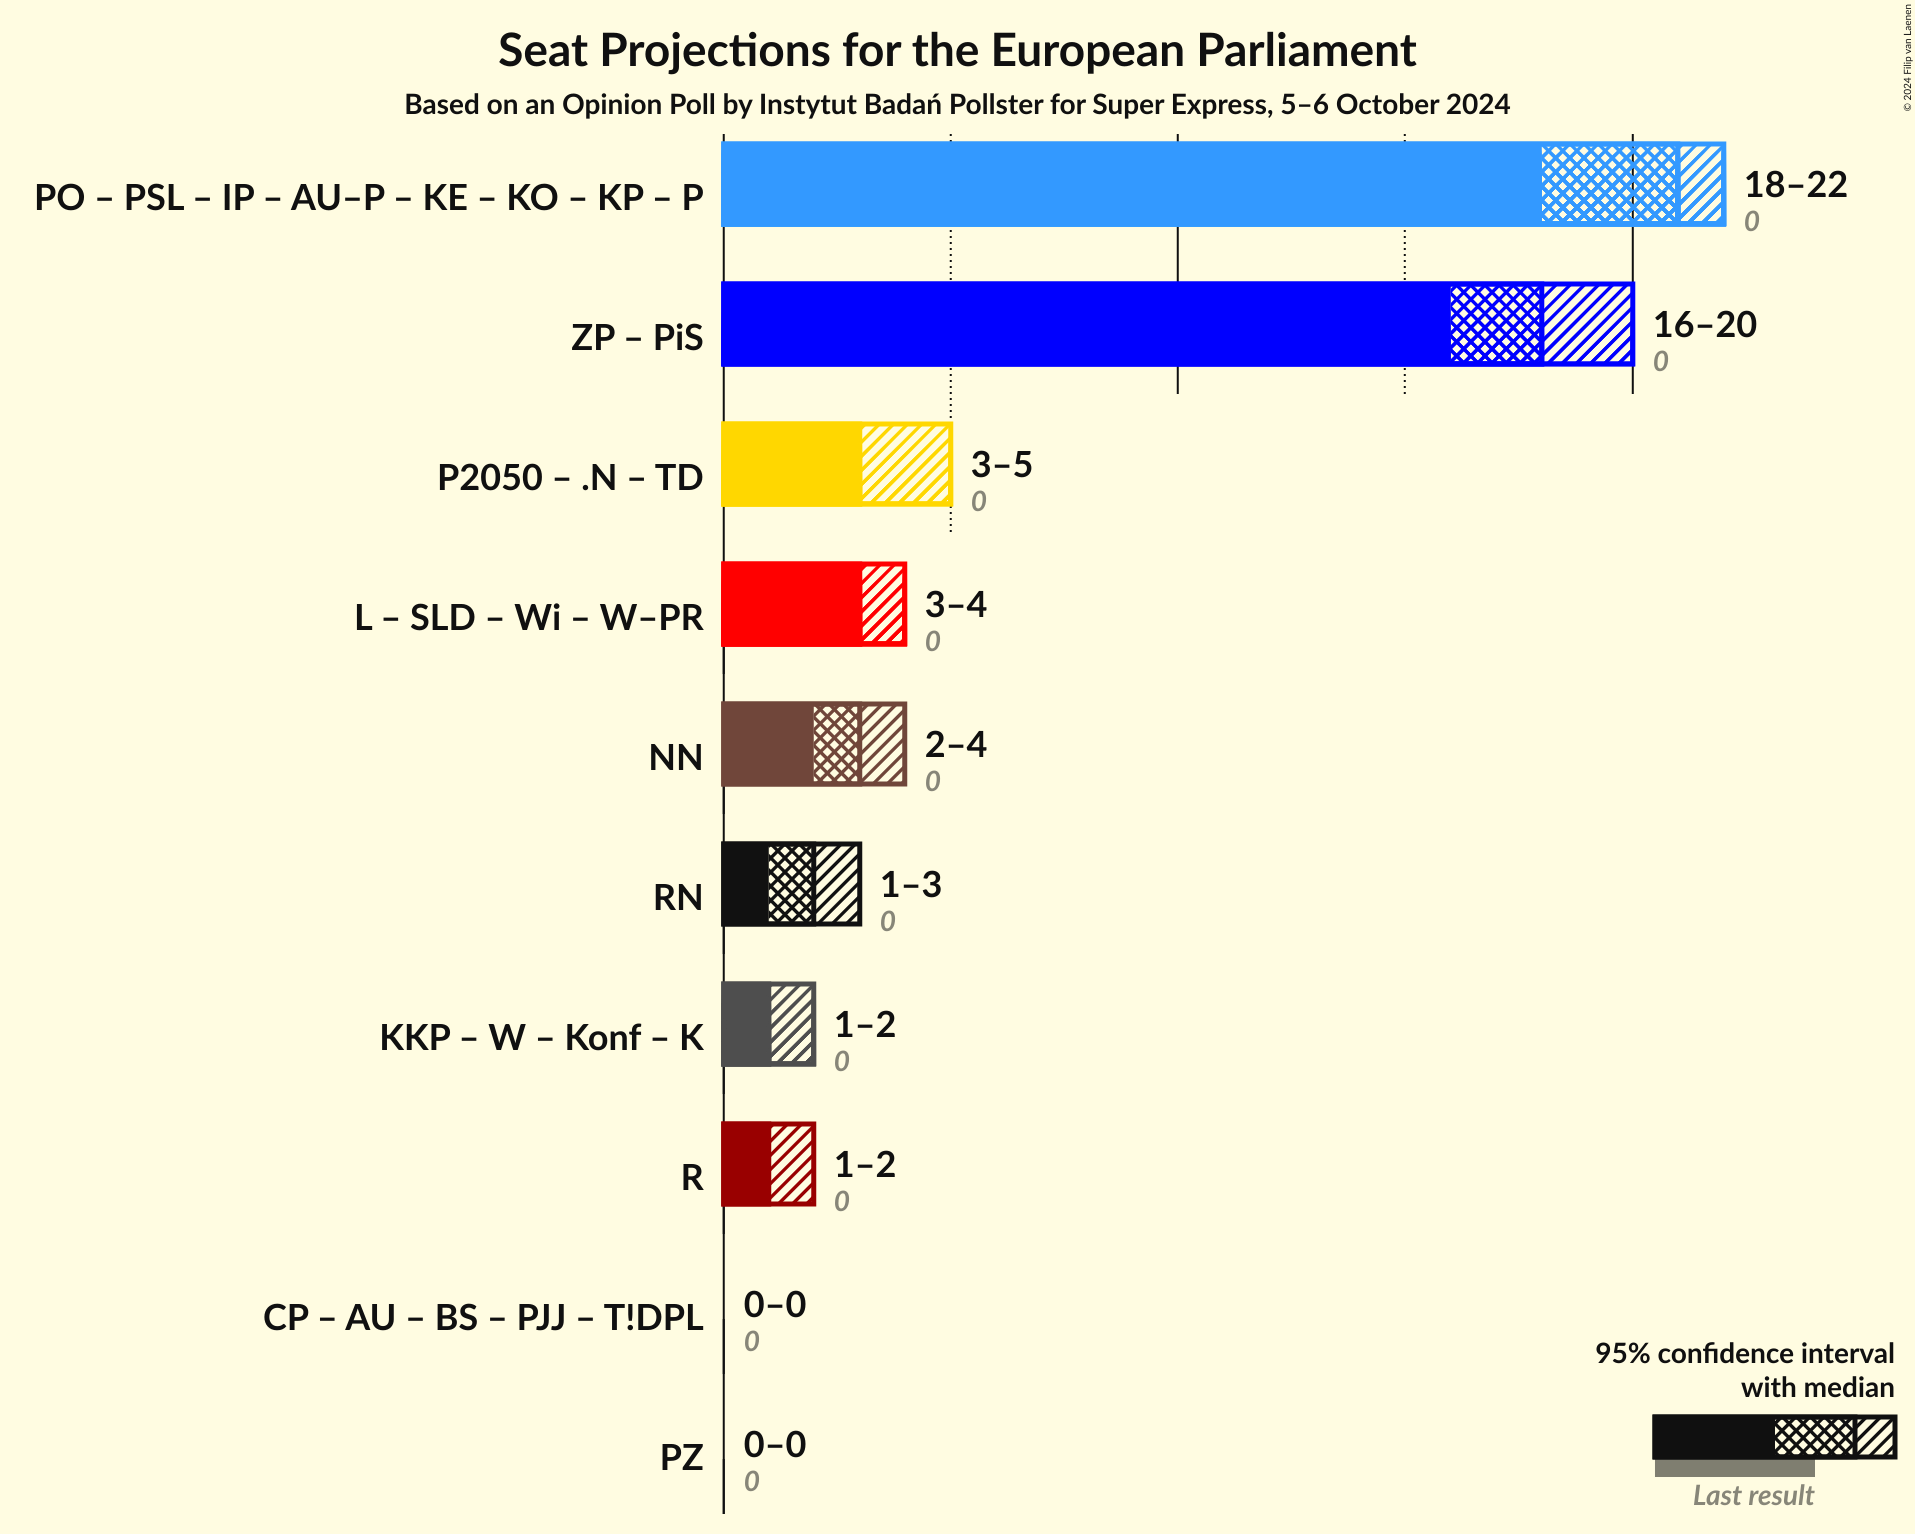 Seat Projections for the European Parliament
Based on an Opinion Poll by Instytut Badań Pollster for Super Express, 5–6 October 2024
© 2024 Filip van Laenen
PO – PSL – IP – AU–P – KE – KO – KP – P
18–22
0
ZP – PiS
16–20
0
P2050 – .N – TD
3–5
0
L – SLD – Wi – W–PR
3–4
0
NN
2–4
0
RN
1–3
0
KKP – W – Konf – K
1–2
0
R
1–2
0
CP – AU – BS – PJJ – T!DPL
0–0
0
PZ
0–0
0
95% confidence interval
with median
Last result